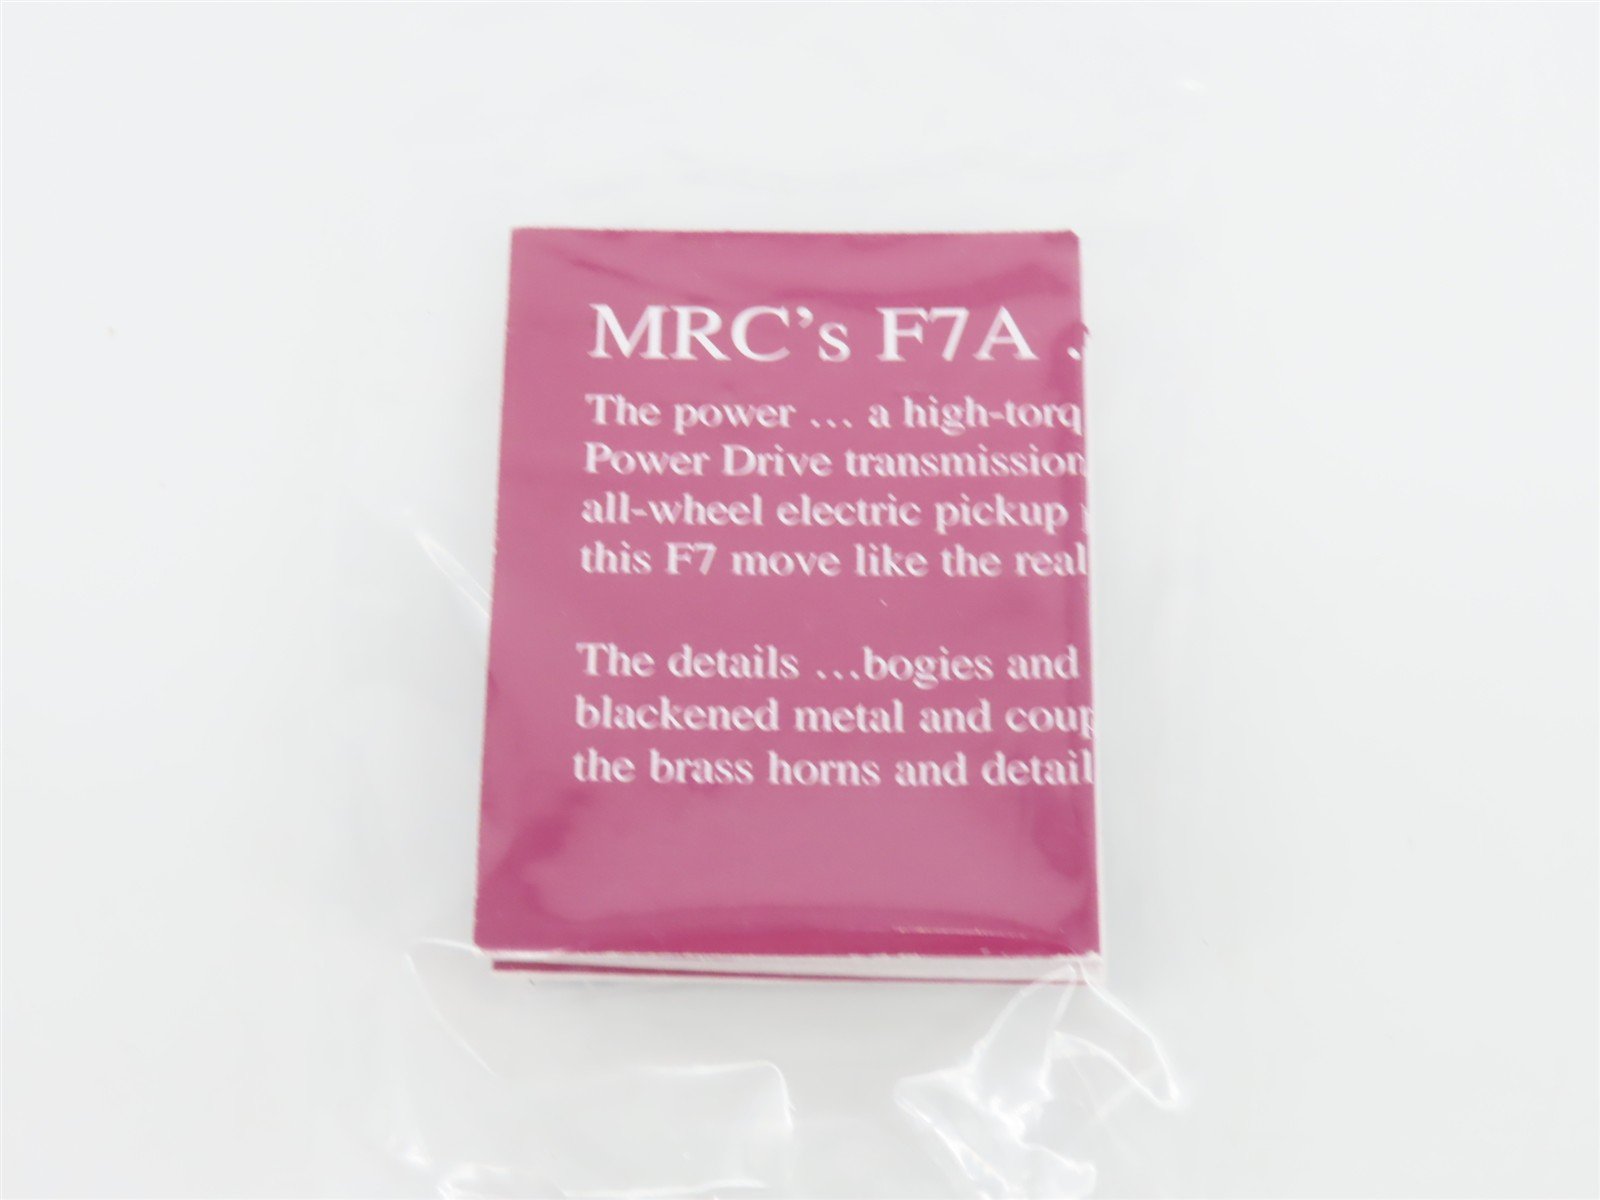 MRC's F7A .
The power ... a high-torq
Power Drive transmission
all-wheel electric pickup
this F7 move like the real
The details ...bogies and
blackened metal and coup
the brass horns and detail